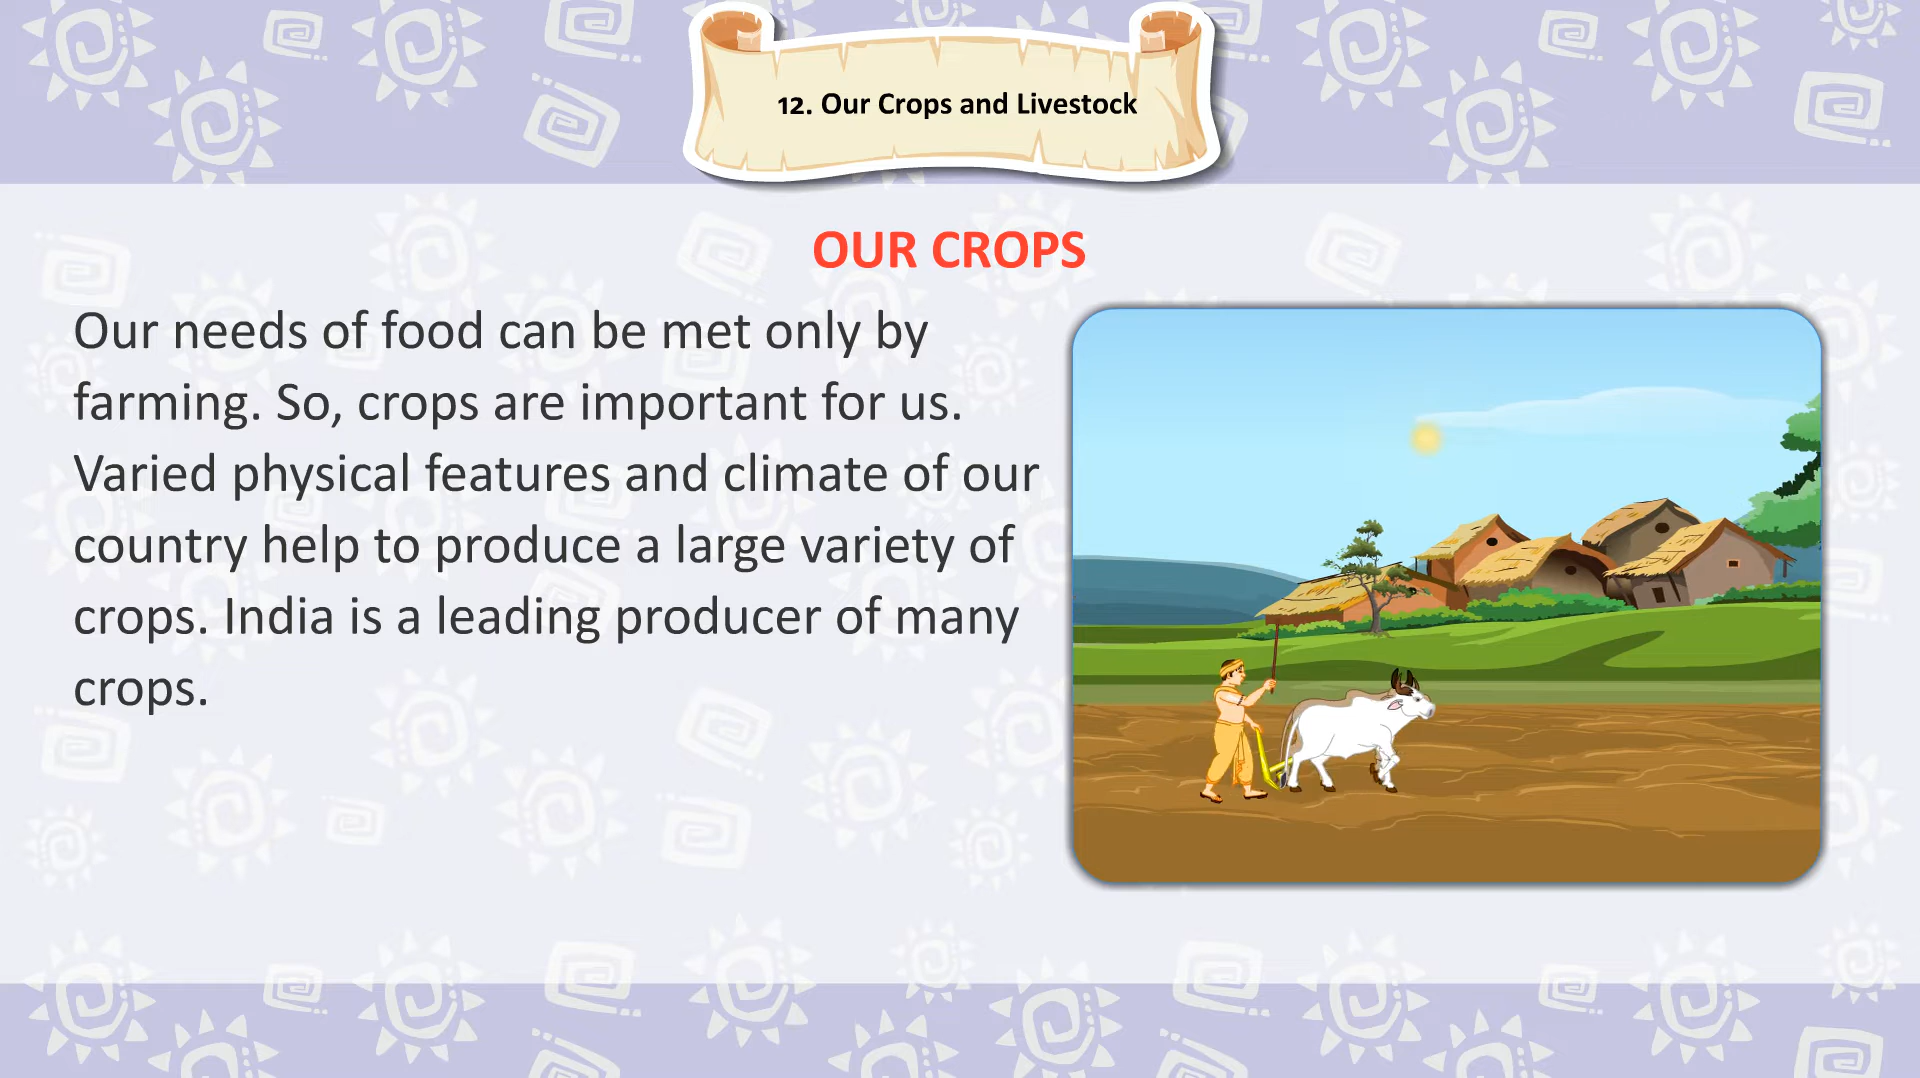 12. Our Crops and Livestock
OUR CROPS
Our needs of food can be met only by
farming. So, crops are important for us.
Varied physical features and climate of our
country help to produce a large variety of
crops. India is a leading producer of many
crops.